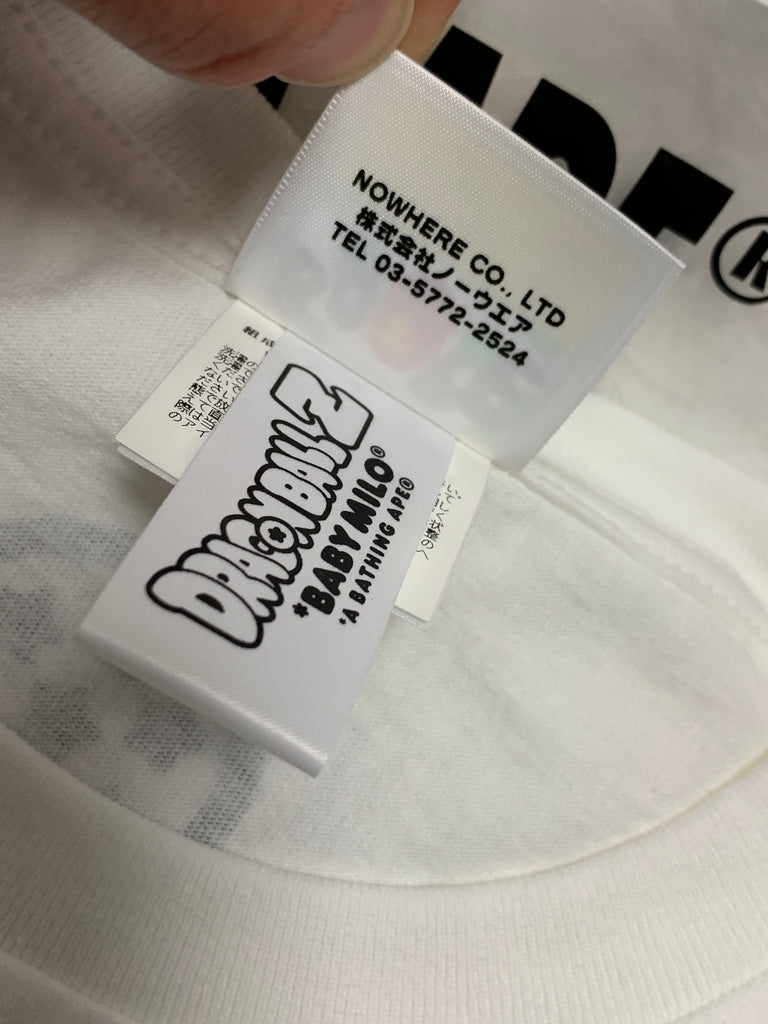 APE®
NOWHERE CO., LTD
株式会社ノーウエア
TEL 03-5772-2524
DRAGON BALL Z
*BABY MILO®
*A BATHING APE®